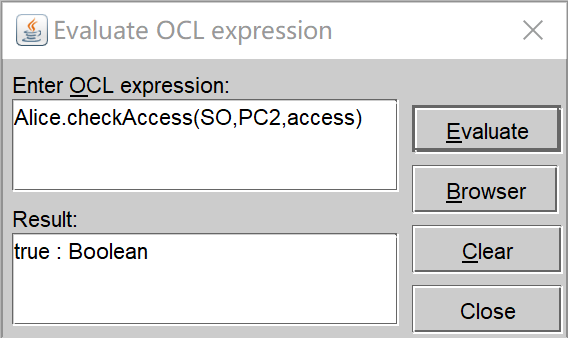 Evaluate OCL expression
Enter OCL expression:
Alice.checkAccess(SO,PC2,access)
Evaluate
Browser
Result:
true : Boolean
Clear
Close